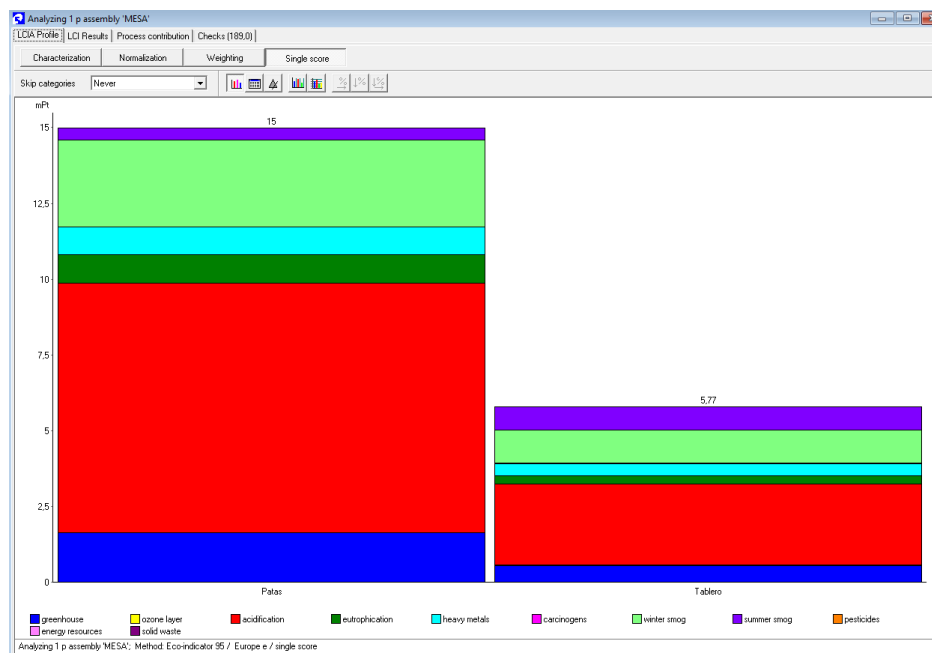 Analyzing 1 p assembly 'MESA'
LCIA Profile LCI Results Process contribution Checks (189,0)
Characterization Normalization Weighting Single score
Skip categories Never
mPt
15
12,5
10
7,5
5
2,5
0
15
5,77
Patas Tablero
greenhouse ozone layer acidification eutrophication heavy metals carcinogens winter smog summer smog pesticides
energy resources solid waste
Analyzing 1 p assembly 'MESA'; Method: Eco-indicator 95 / Europe e / single score